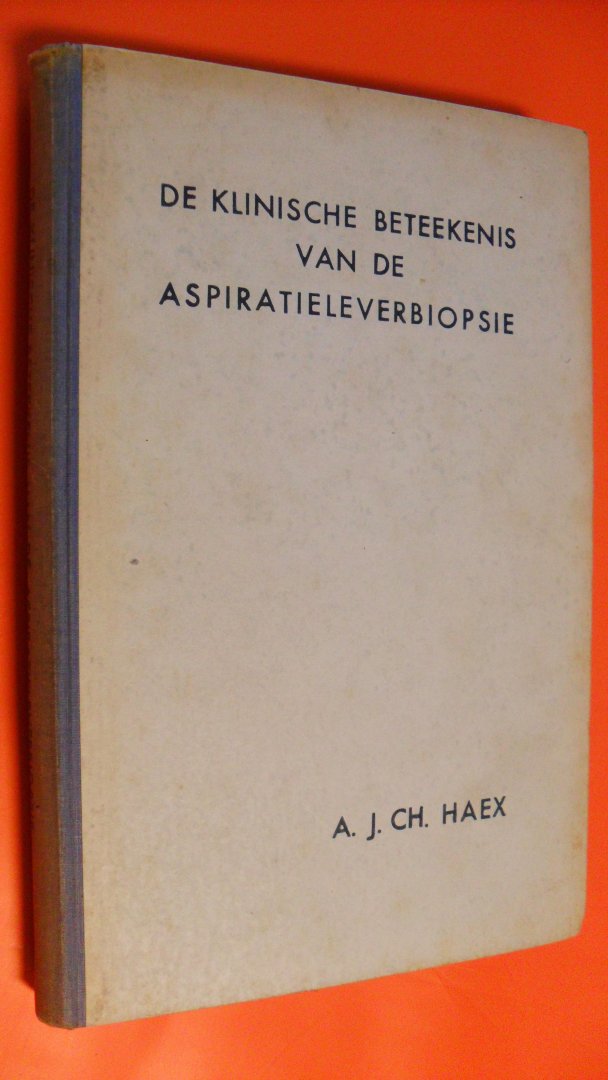 DE KLINISCHE BETEEKENIS
VAN DE
ASPIRATIELEVERBIOPSIE
A. J. CH. HAEX